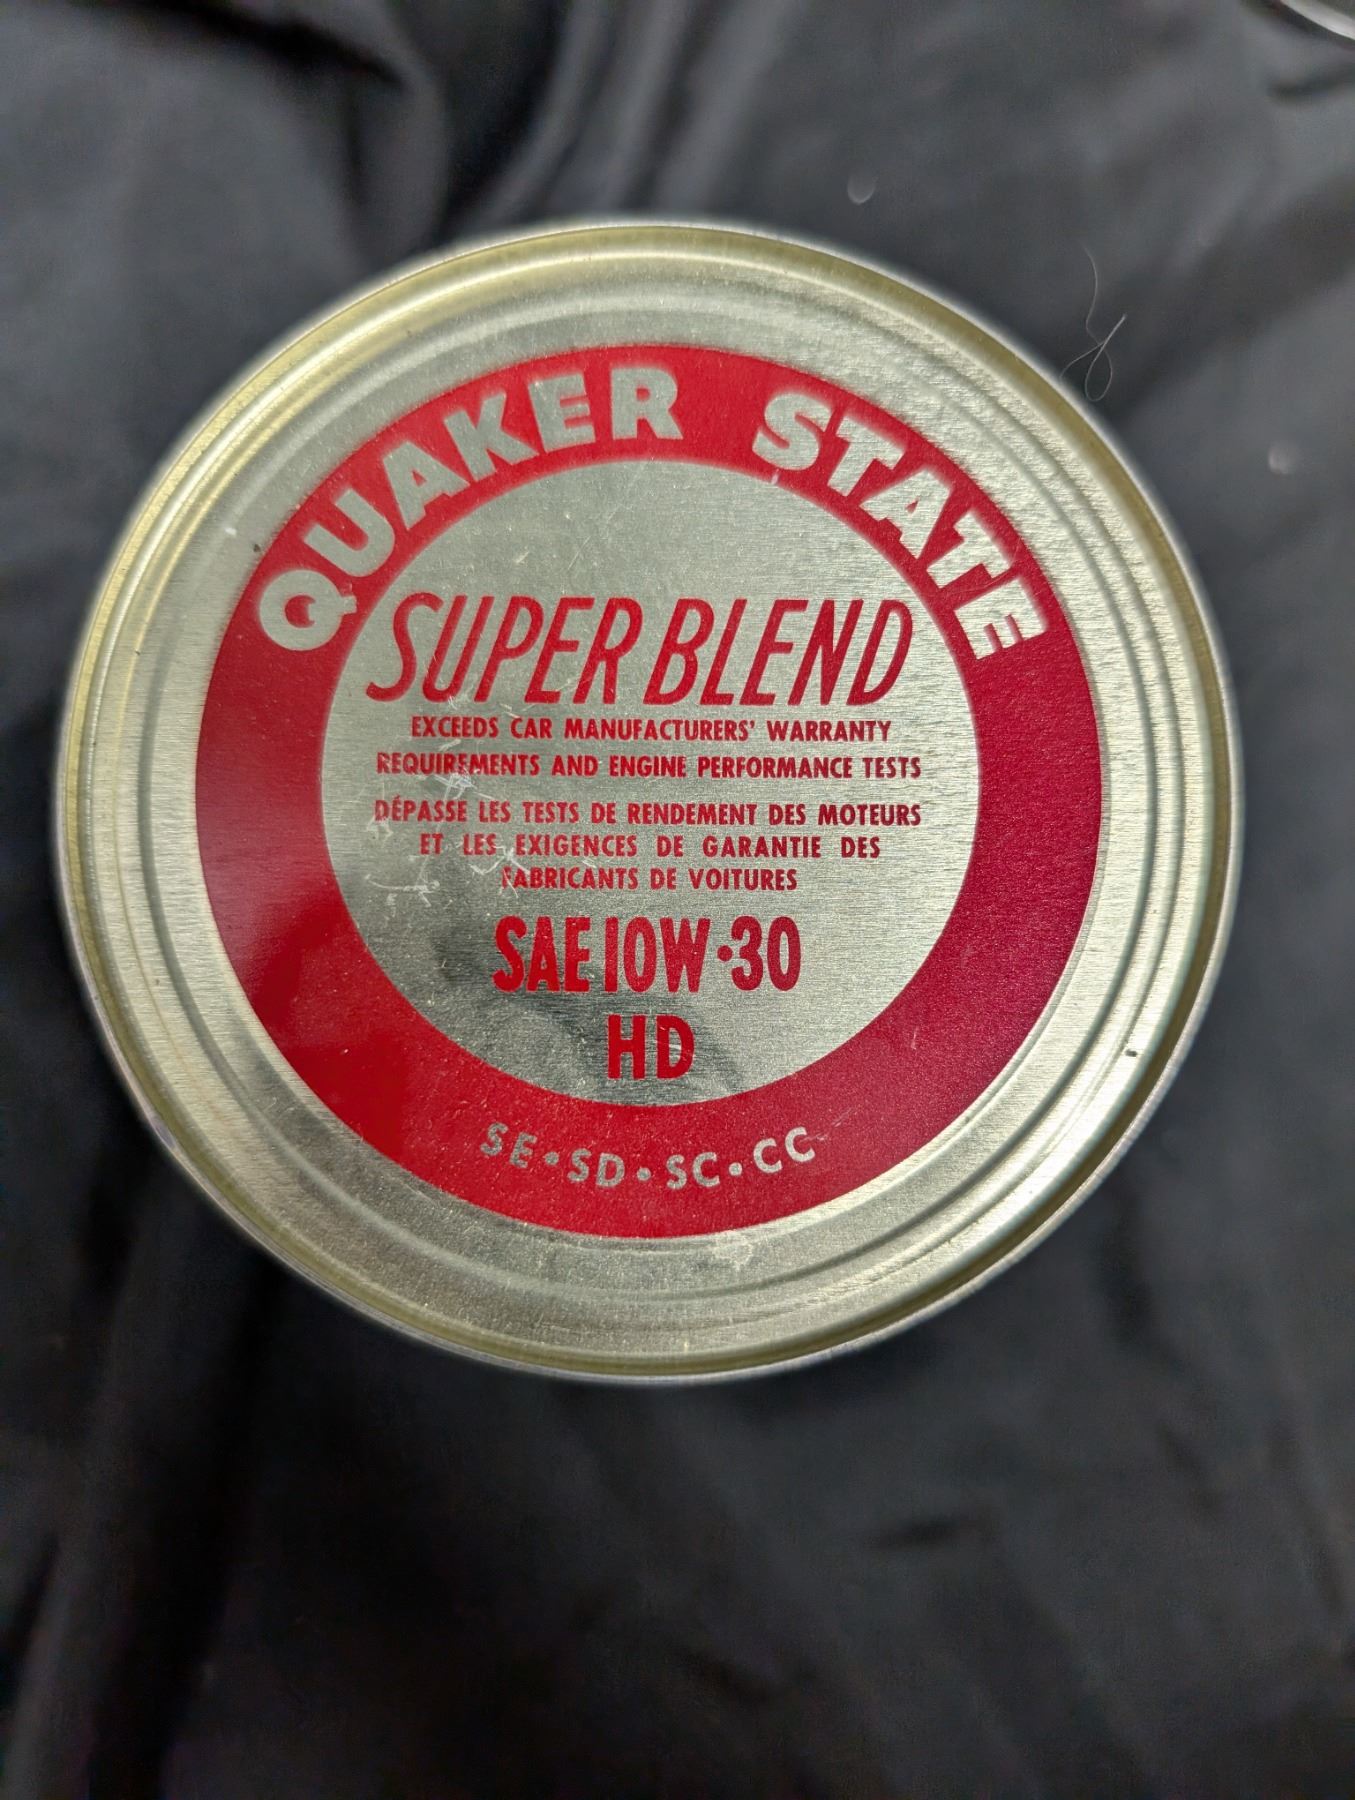 QUAKER STATE
SUPER BLEND
EXCEEDS CAR MANUFACTURERS' WARRANTY
REQUIREMENTS AND ENGINE PERFORMANCE TESTS
DÉPASSE LES TESTS DE RENDEMENT DES MOTEURS
ET LES EXIGENCES DE GARANTIE DES
FABRICANTS DE VOITURES
SAE 10W-30
HD
SE • SD • SC • CC